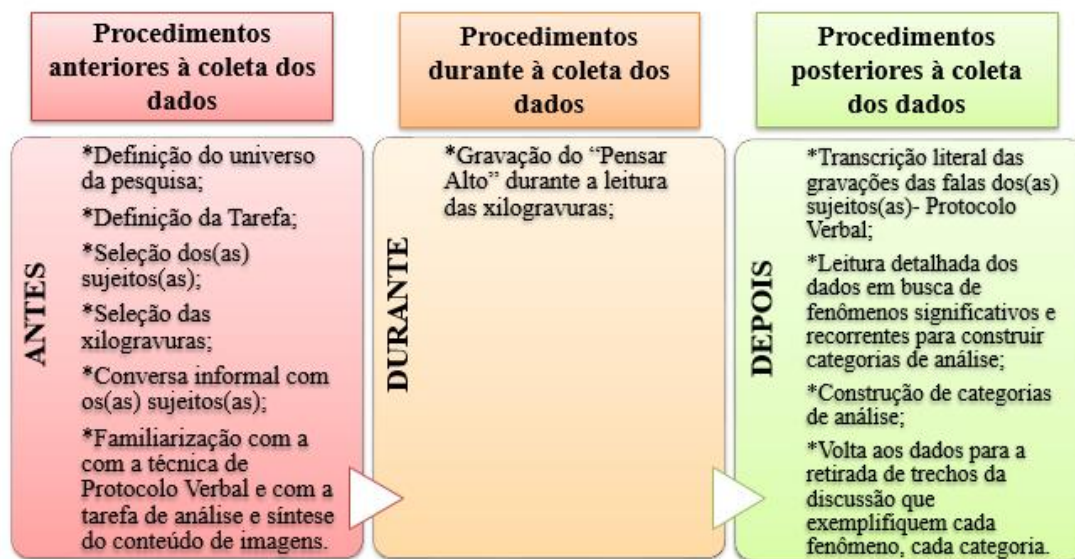 Procedimentos
anteriores à coleta dos
dados
ANTES
*Definição do universo
da pesquisa;
*Definição da Tarefa;
*Seleção dos(as)
sujeitos(as);
*Seleção das
xilogravuras;
*Conversa informal com
os(as) sujeitos(as);
*Familiarização com a
com a técnica de
Protocolo Verbal e com a
tarefa de análise e síntese
do conteúdo de imagens.
Procedimentos
durante à coleta dos
dados
DURANTE
*Gravação do “Pensar
Alto” durante a leitura
das xilogravuras;
Procedimentos
posteriores à coleta
dos dados
DEPOIS
*Transcrição literal das
gravações das falas dos(as)
sujeitos(as)- Protocolo
Verbal;
*Leitura detalhada dos
dados em busca de
fenômenos significativos e
recorrentes para construir
categorias de análise;
*Construção de categorias
de análise;
*Volta aos dados para a
retirada de trechos da
discussão que
exemplifiquem cada
fenômeno, cada categoria.